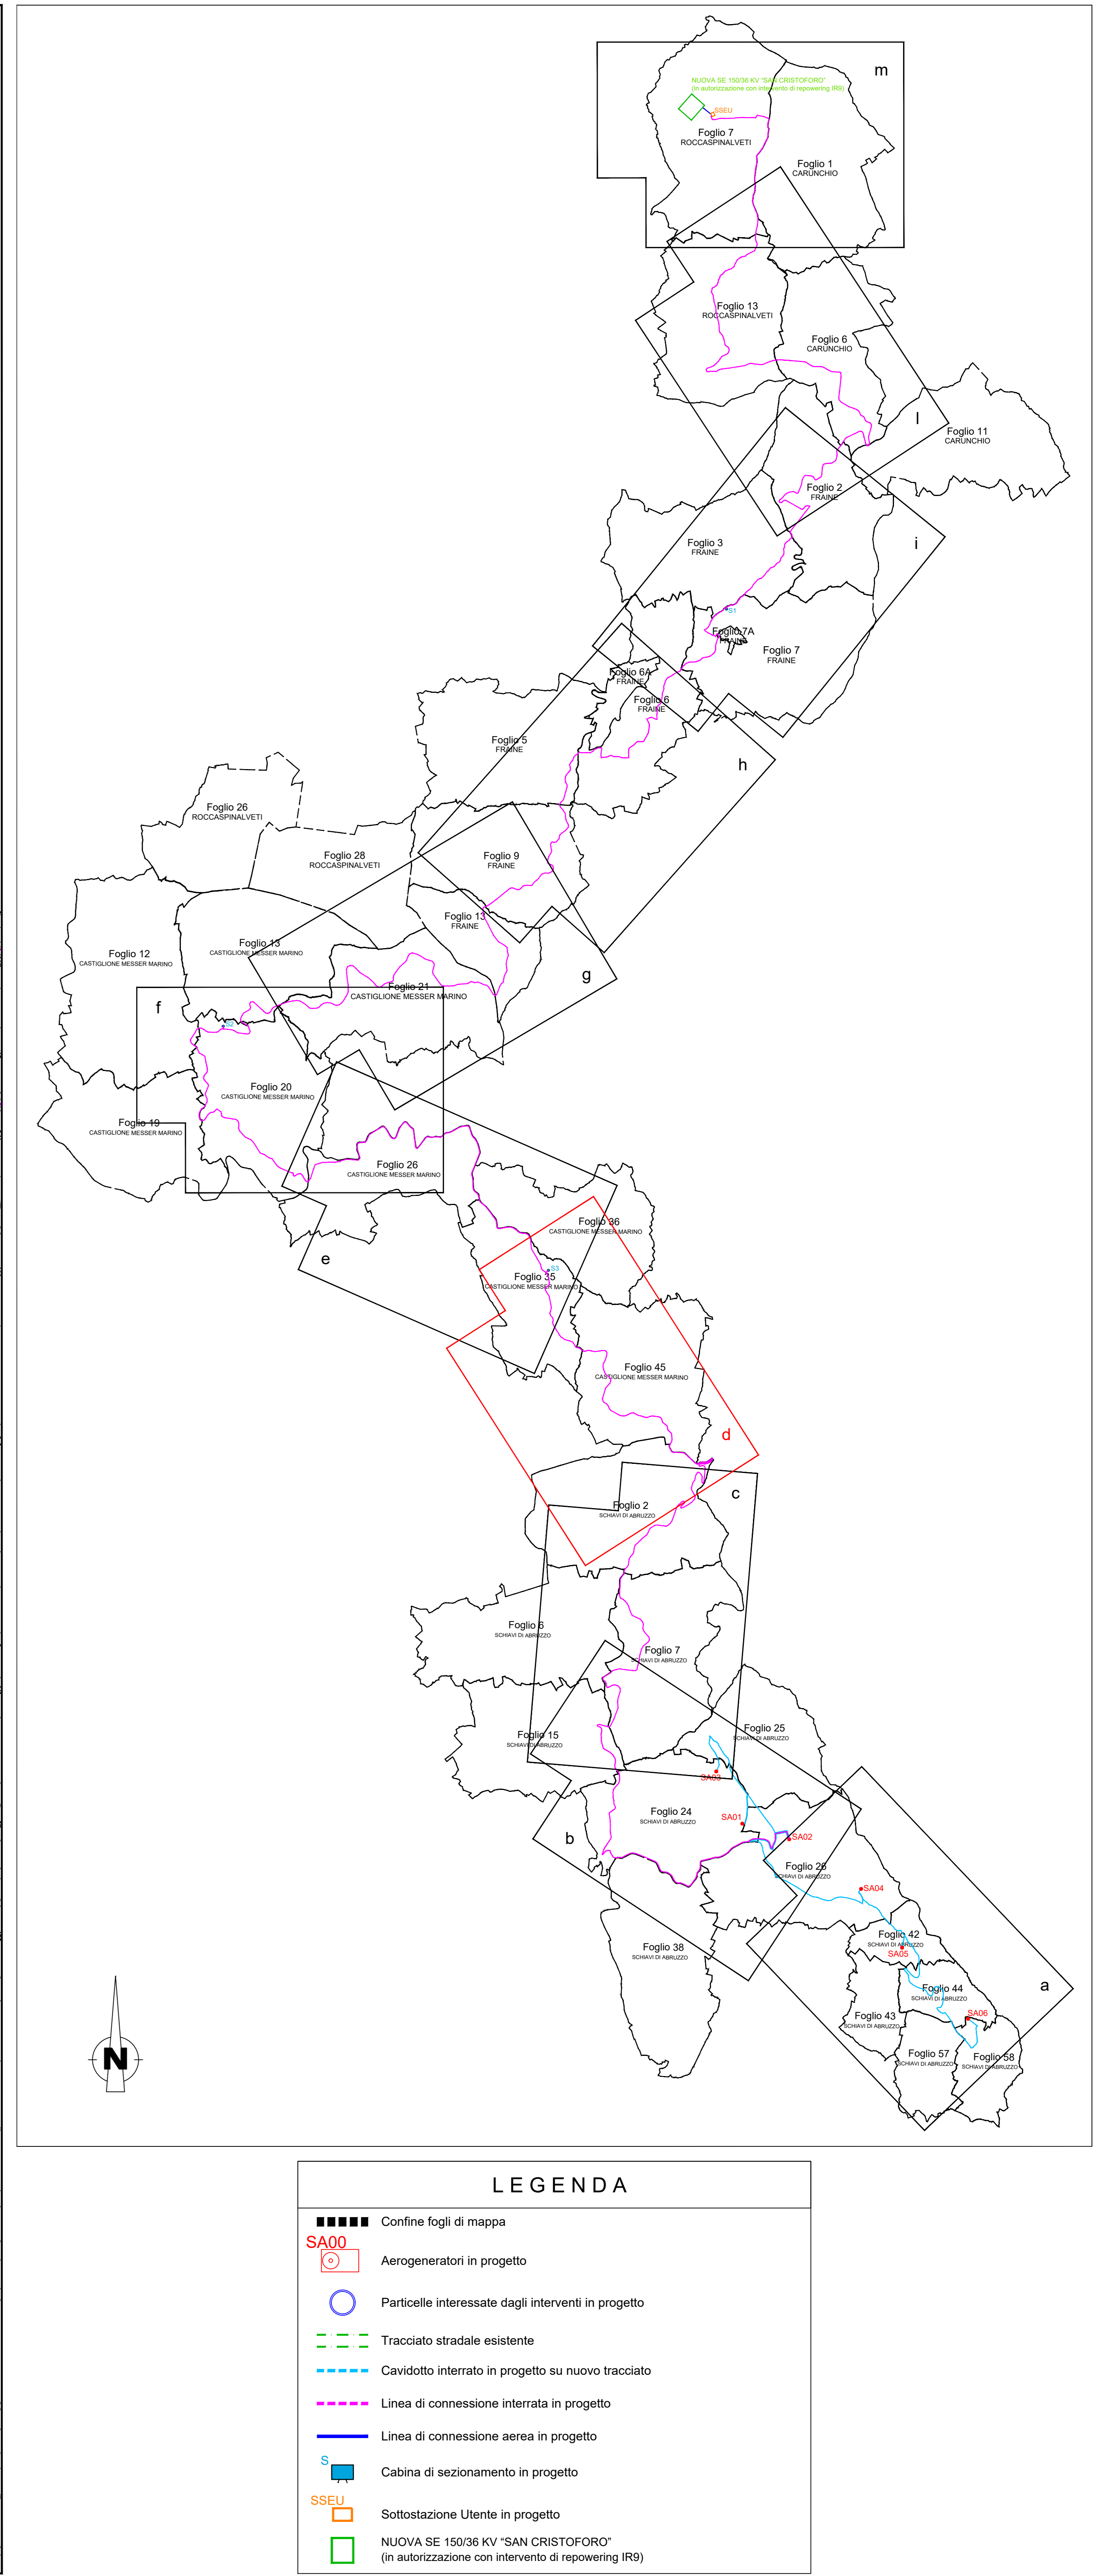 m
NUOVA SE 150/36 KV "SAN CRISTOFORO"
(in autorizzazione con intervento di repowering IR9)
SSEU
Foglio 7
ROCCASPINALVETI
Foglio 1
CARUNCHIO
Foglio 13
ROCCASPINALVETI
Foglio 6
CARUNCHIO
l
Foglio 11
CARUNCHIO
Foglio 2
FRAINE
i
Foglio 3
FRAINE
S1
Foglio 7A
FRAINE
Foglio 7
FRAINE
Foglio 6A
FRAINE
Foglio 6
FRAINE
Foglio 5
FRAINE
h
Foglio 26
ROCCASPINALVETI
Foglio 28
ROCCASPINALVETI
Foglio 9
FRAINE
Foglio 13
FRAINE
Foglio 13
CASTIGLIONE MESSER MARINO
Foglio 12
CASTIGLIONE MESSER MARINO
g
Foglio 21
CASTIGLIONE MESSER MARINO
f
S2
Foglio 20
CASTIGLIONE MESSER MARINO
Foglio 19
CASTIGLIONE MESSER MARINO
Foglio 26
CASTIGLIONE MESSER MARINO
Foglio 36
CASTIGLIONE MESSER MARINO
e
S3
Foglio 35
CASTIGLIONE MESSER MARINO
Foglio 45
CASTIGLIONE MESSER MARINO
d
c
Foglio 2
SCHIAVI DI ABRUZZO
Foglio 6
SCHIAVI DI ABRUZZO
Foglio 7
SCHIAVI DI ABRUZZO
Foglio 15
SCHIAVI DI ABRUZZO
Foglio 25
SCHIAVI DI ABRUZZO
SA03
Foglio 24
SCHIAVI DI ABRUZZO
SA01
b
SA02
Foglio 26
SCHIAVI DI ABRUZZO
SA04
Foglio 42
SCHIAVI DI ABRUZZO
SA05
Foglio 38
SCHIAVI DI ABRUZZO
a
Foglio 44
SCHIAVI DI ABRUZZO
Foglio 43
SCHIAVI DI ABRUZZO
SA06
Foglio 57
SCHIAVI DI ABRUZZO
Foglio 58
SCHIAVI DI ABRUZZO
N
LEGENDA
Confine fogli di mappa
SA00
Aerogeneratori in progetto
Particelle interessate dagli interventi in progetto
Tracciato stradale esistente
Cavidotto interrato in progetto su nuovo tracciato
Linea di connessione interrata in progetto
Linea di connessione aerea in progetto
S
Cabina di sezionamento in progetto
SSEU
Sottostazione Utente in progetto
NUOVA SE 150/36 KV “SAN CRISTOFORO”
(in autorizzazione con intervento di repowering IR9)